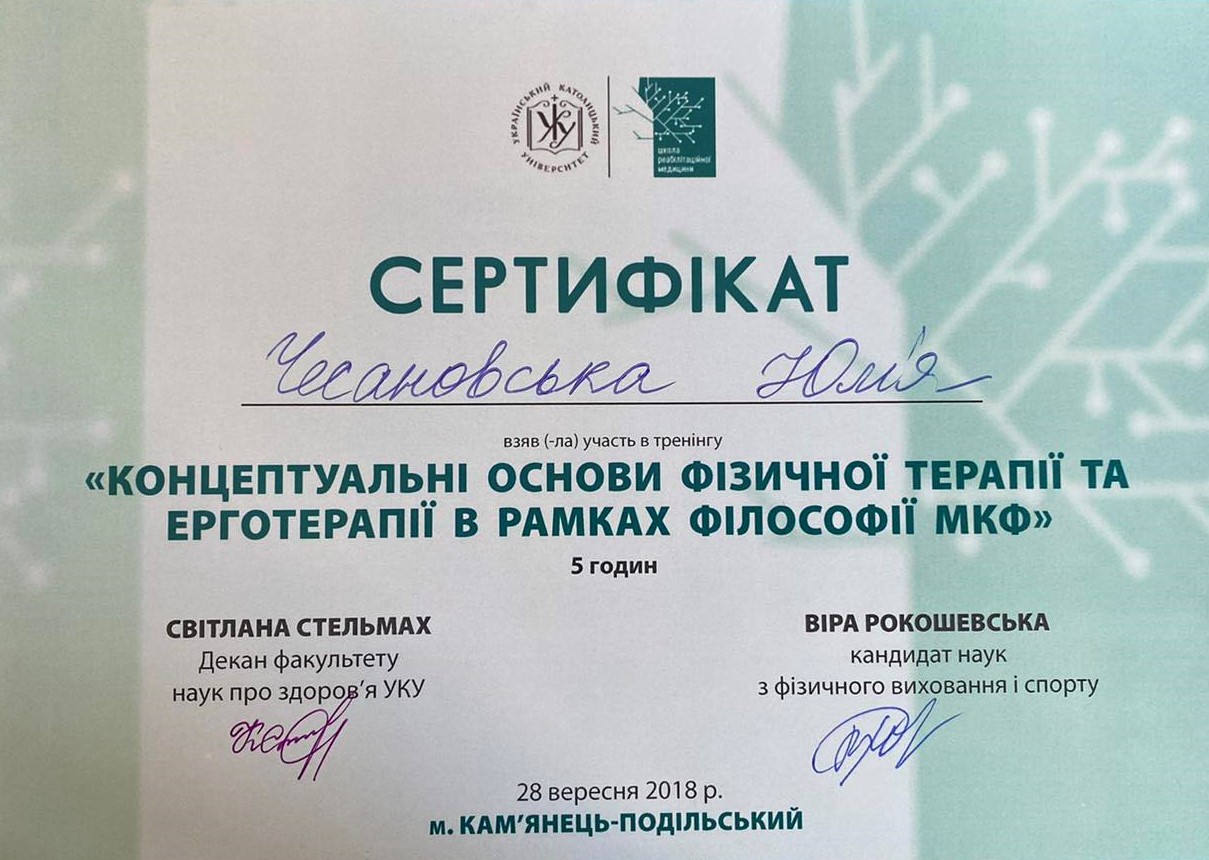 УКРАЇНСЬКИЙ КАТОЛИЦЬКИЙ УНІВЕРСИТЕТ
УКУ
школа
реабілітаційної
медицини
СЕРТИФІКАТ
Чесановська Юлія
взяв (-ла) участь в тренінгу
«КОНЦЕПТУАЛЬНІ ОСНОВИ ФІЗИЧНОЇ ТЕРАПІЇ ТА
ЕРГОТЕРАПІЇ В РАМКАХ ФІЛОСОФІЇ МКФ»
5 годин
СВІТЛАНА СТЕЛЬМАХ
Декан факультету
наук про здоров’я УКУ
ВІРА РОКОШЕВСЬКА
кандидат наук
з фізичного виховання і спорту
28 вересня 2018 р.
м. КАМ’ЯНЕЦЬ-ПОДІЛЬСЬКИЙ